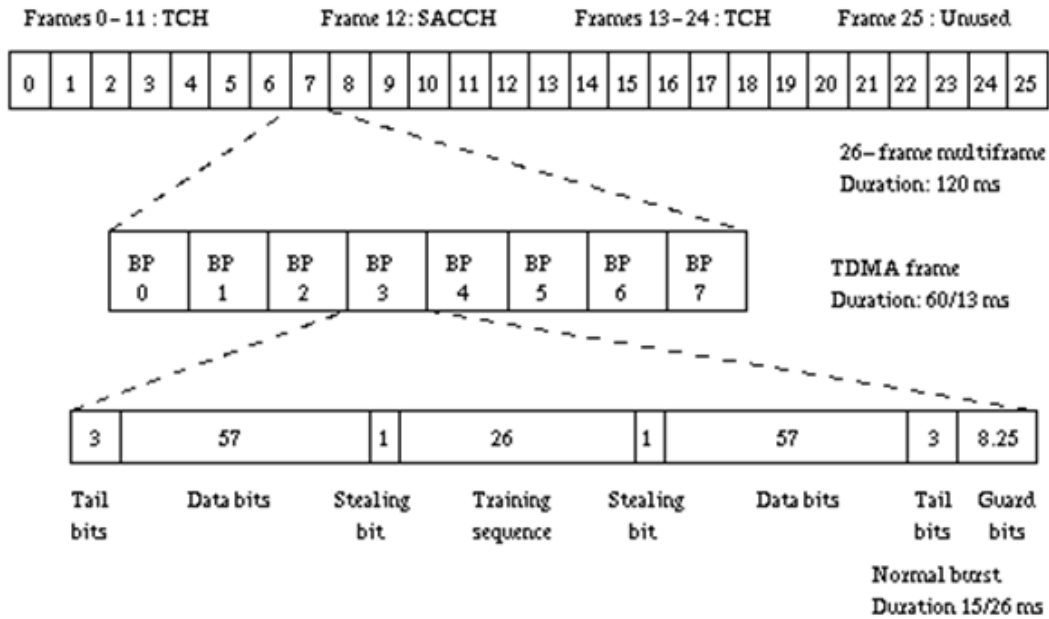 Frames 0-11 : TCH Frame 12: SACCH Frames 13-24 : TCH Frame 25 : Unused
0 1 2 3 4 5 6 7 8 9 10 11 12 13 14 15 16 17 18 19 20 21 22 23 24 25
26-frame multiframe
Duration: 120 ms
BP BP BP BP BP BP BP BP
0 1 2 3 4 5 6 7
TDMA frame
Duration: 60/13 ms
3 57 1 26 1 57 3 8.25
Tail Data bits Stealing Training Stealing Data bits Tail Guard
bits bit sequence bit bits bits
Normal burst
Duration 15/26 ms